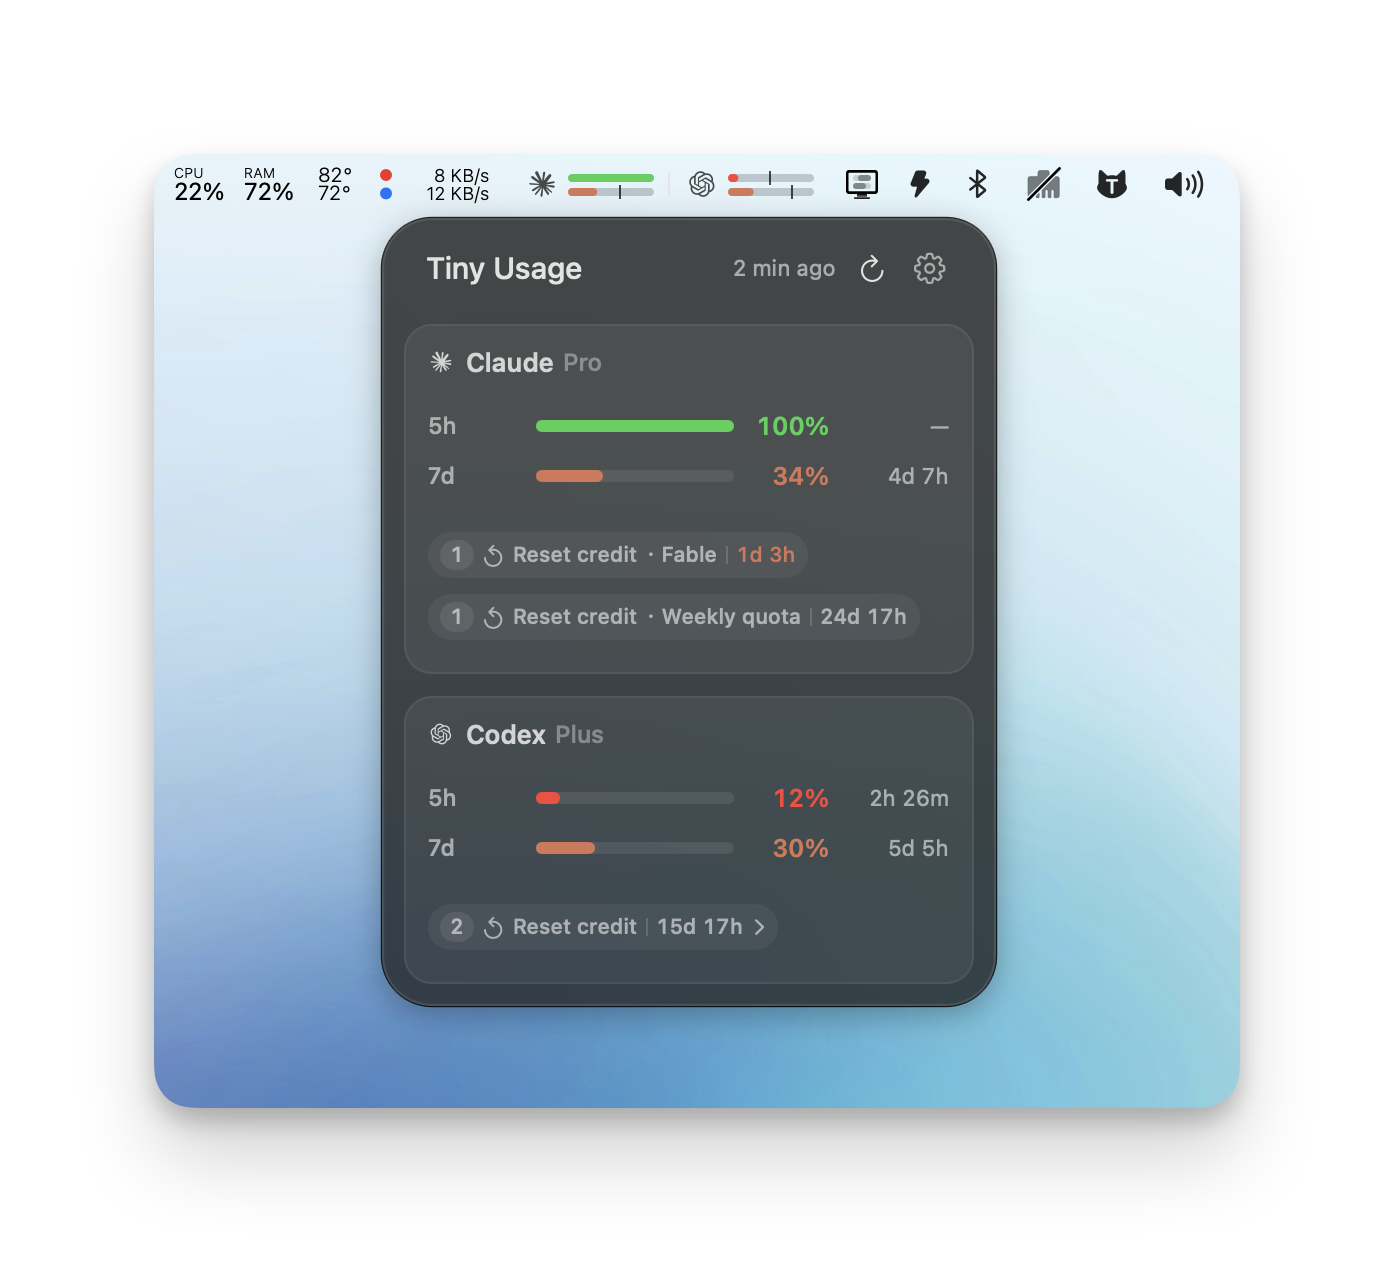 CPU RAM 82° 8 KB/s
22% 72% 72° 12 KB/s
T
Tiny Usage 2 min ago
Claude Pro
5h 100% —
7d 34% 4d 7h
1 Reset credit · Fable | 1d 3h
1 Reset credit · Weekly quota | 24d 17h
Codex Plus
5h 12% 2h 26m
7d 30% 5d 5h
2 Reset credit | 15d 17h >